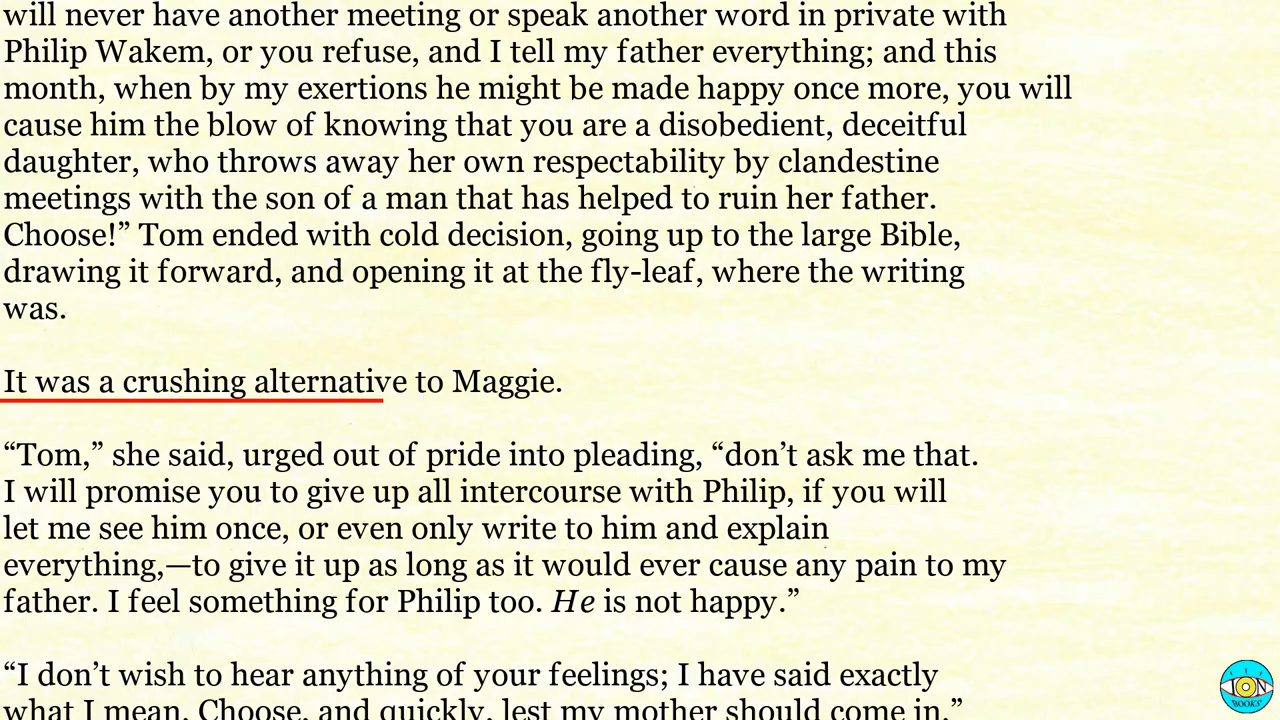 will never have another meeting or speak another word in private with
Philip Wakem, or you refuse, and I tell my father everything; and this
month, when by my exertions he might be made happy once more, you will
cause him the blow of knowing that you are a disobedient, deceitful
daughter, who throws away her own respectability by clandestine
meetings with the son of a man that has helped to ruin her father.
Choose!” Tom ended with cold decision, going up to the large Bible,
drawing it forward, and opening it at the fly-leaf, where the writing
was.
It was a crushing alternative to Maggie.
“Tom,” she said, urged out of pride into pleading, “don’t ask me that.
I will promise you to give up all intercourse with Philip, if you will
let me see him once, or even only write to him and explain
everything,—to give it up as long as it would ever cause any pain to my
father. I feel something for Philip too. He is not happy.”
“I don’t wish to hear anything of your feelings; I have said exactly
what I mean. Choose, and quickly, lest my mother should come in.”
ION
BOOKS